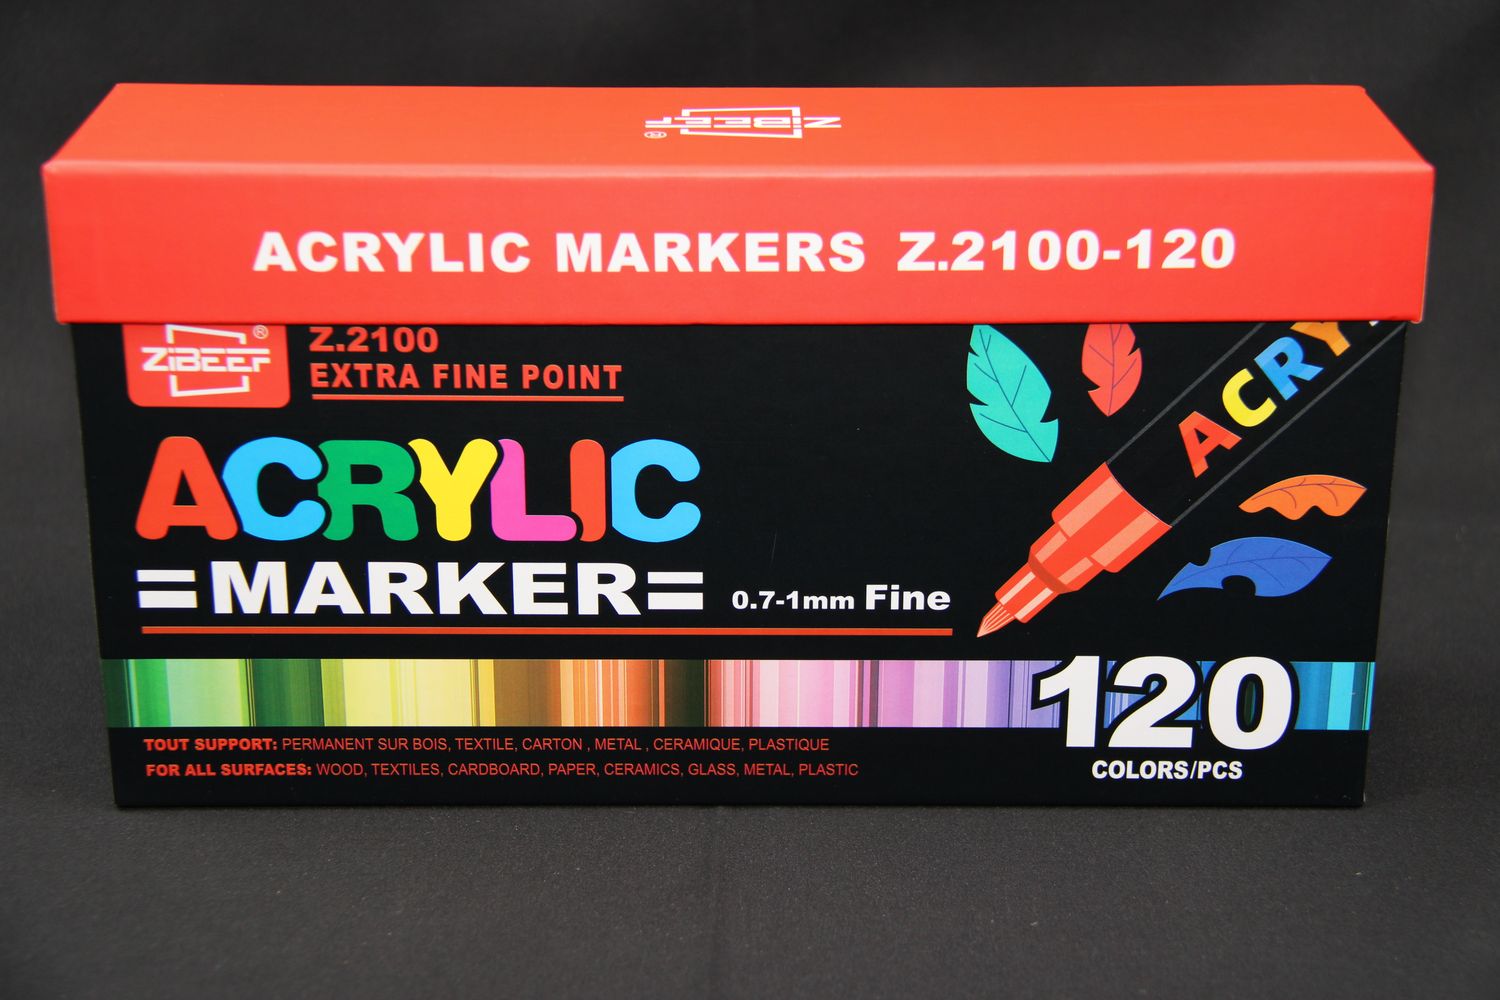 ZiBEEF®
ACRYLIC MARKERS Z.2100-120
ZiBEEF®
Z.2100
EXTRA FINE POINT
ACRY
ACRYLIC
=MARKER=
0.7-1mm Fine
120
COLORS/PCS
TOUT SUPPORT: PERMANENT SUR BOIS, TEXTILE, CARTON , METAL , CERAMIQUE, PLASTIQUE
FOR ALL SURFACES: WOOD, TEXTILES, CARDBOARD, PAPER, CERAMICS, GLASS, METAL, PLASTIC